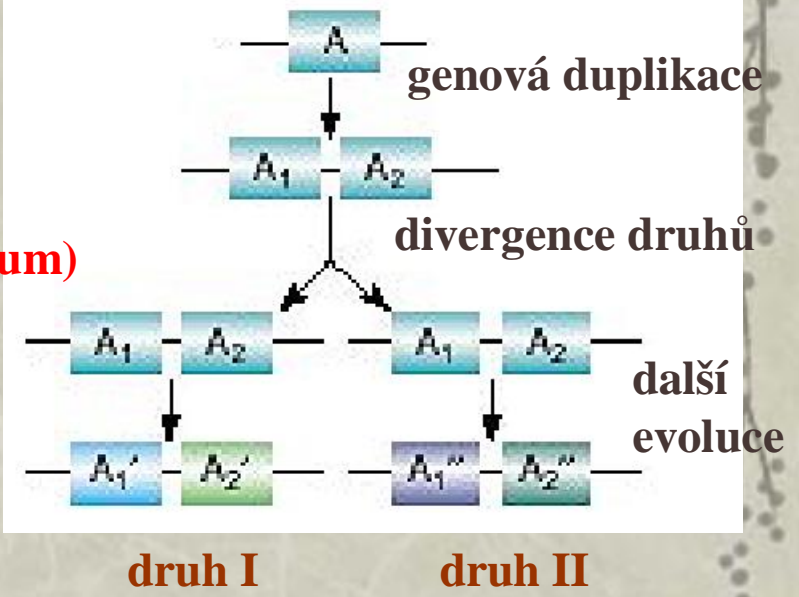 A
genová duplikace
A₁ A₂
divergence druhů
um)
A₁ A₂ A₁ A₂
další
evoluce
A₁′ A₂′ A₁″ A₂″
druh I druh II